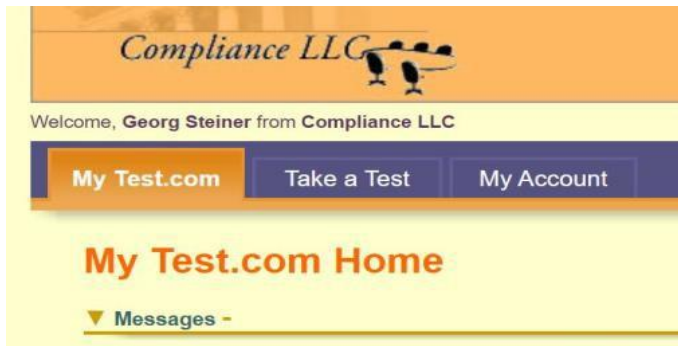 Compliance LLC
Welcome, Georg Steiner from Compliance LLC
My Test.com Take a Test My Account
My Test.com Home
▼ Messages -